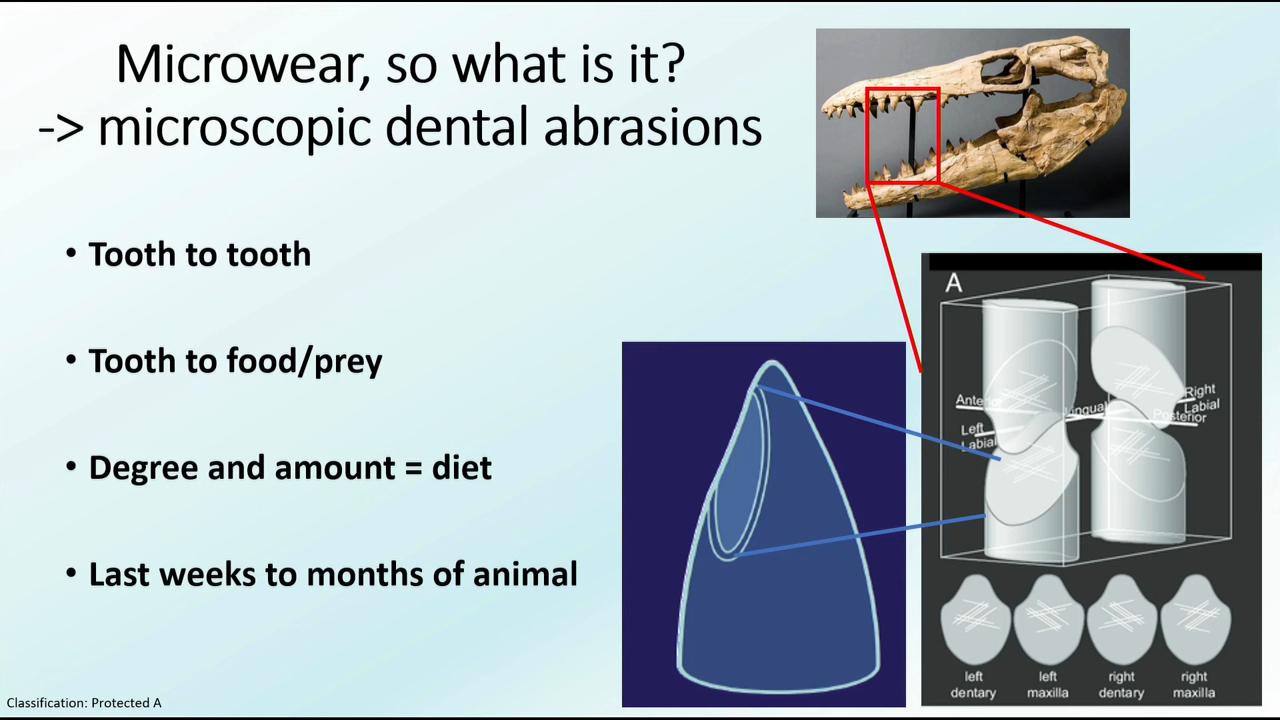 Microwear, so what is it?
-> microscopic dental abrasions
• Tooth to tooth
• Tooth to food/prey
• Degree and amount = diet
• Last weeks to months of animal
Classification: Protected A
A
Right
Labial
Lingual
Posterior
Left
Labial
left
dentary
left
maxilla
right
dentary
right
maxilla